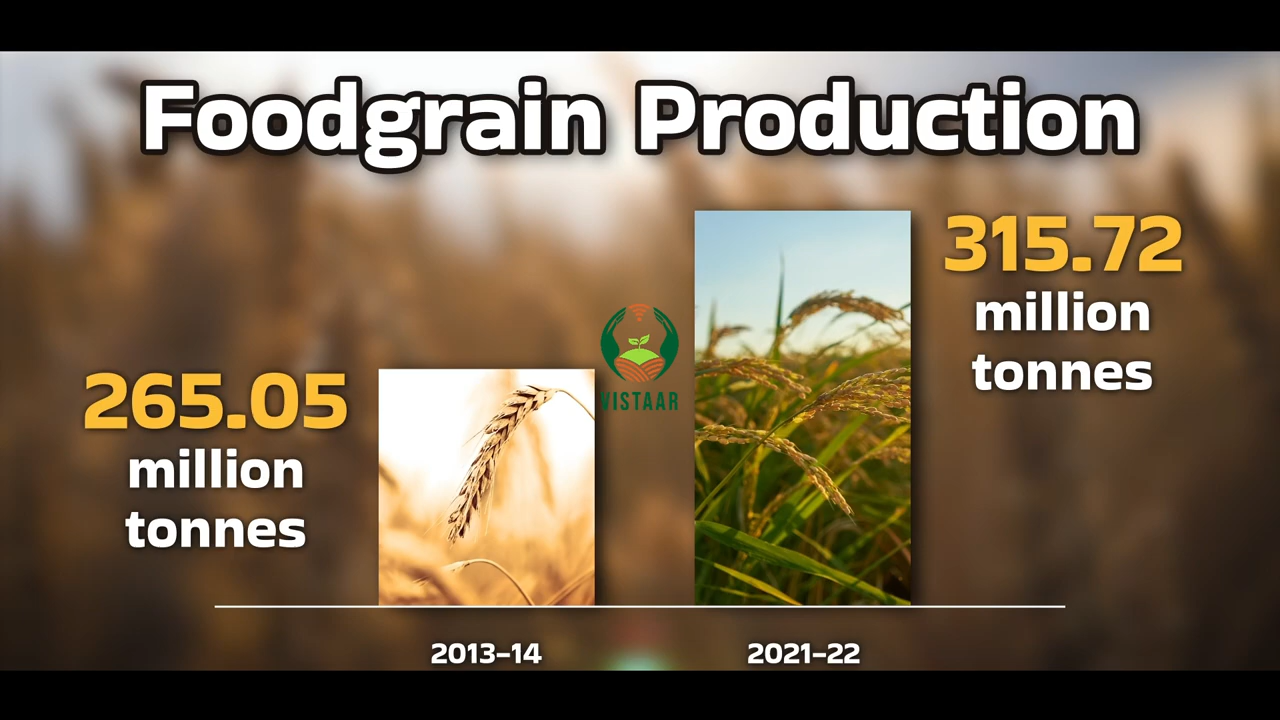 Foodgrain Production
315.72
million
tonnes
265.05
million
tonnes
VISTAAR
2013–14
2021–22